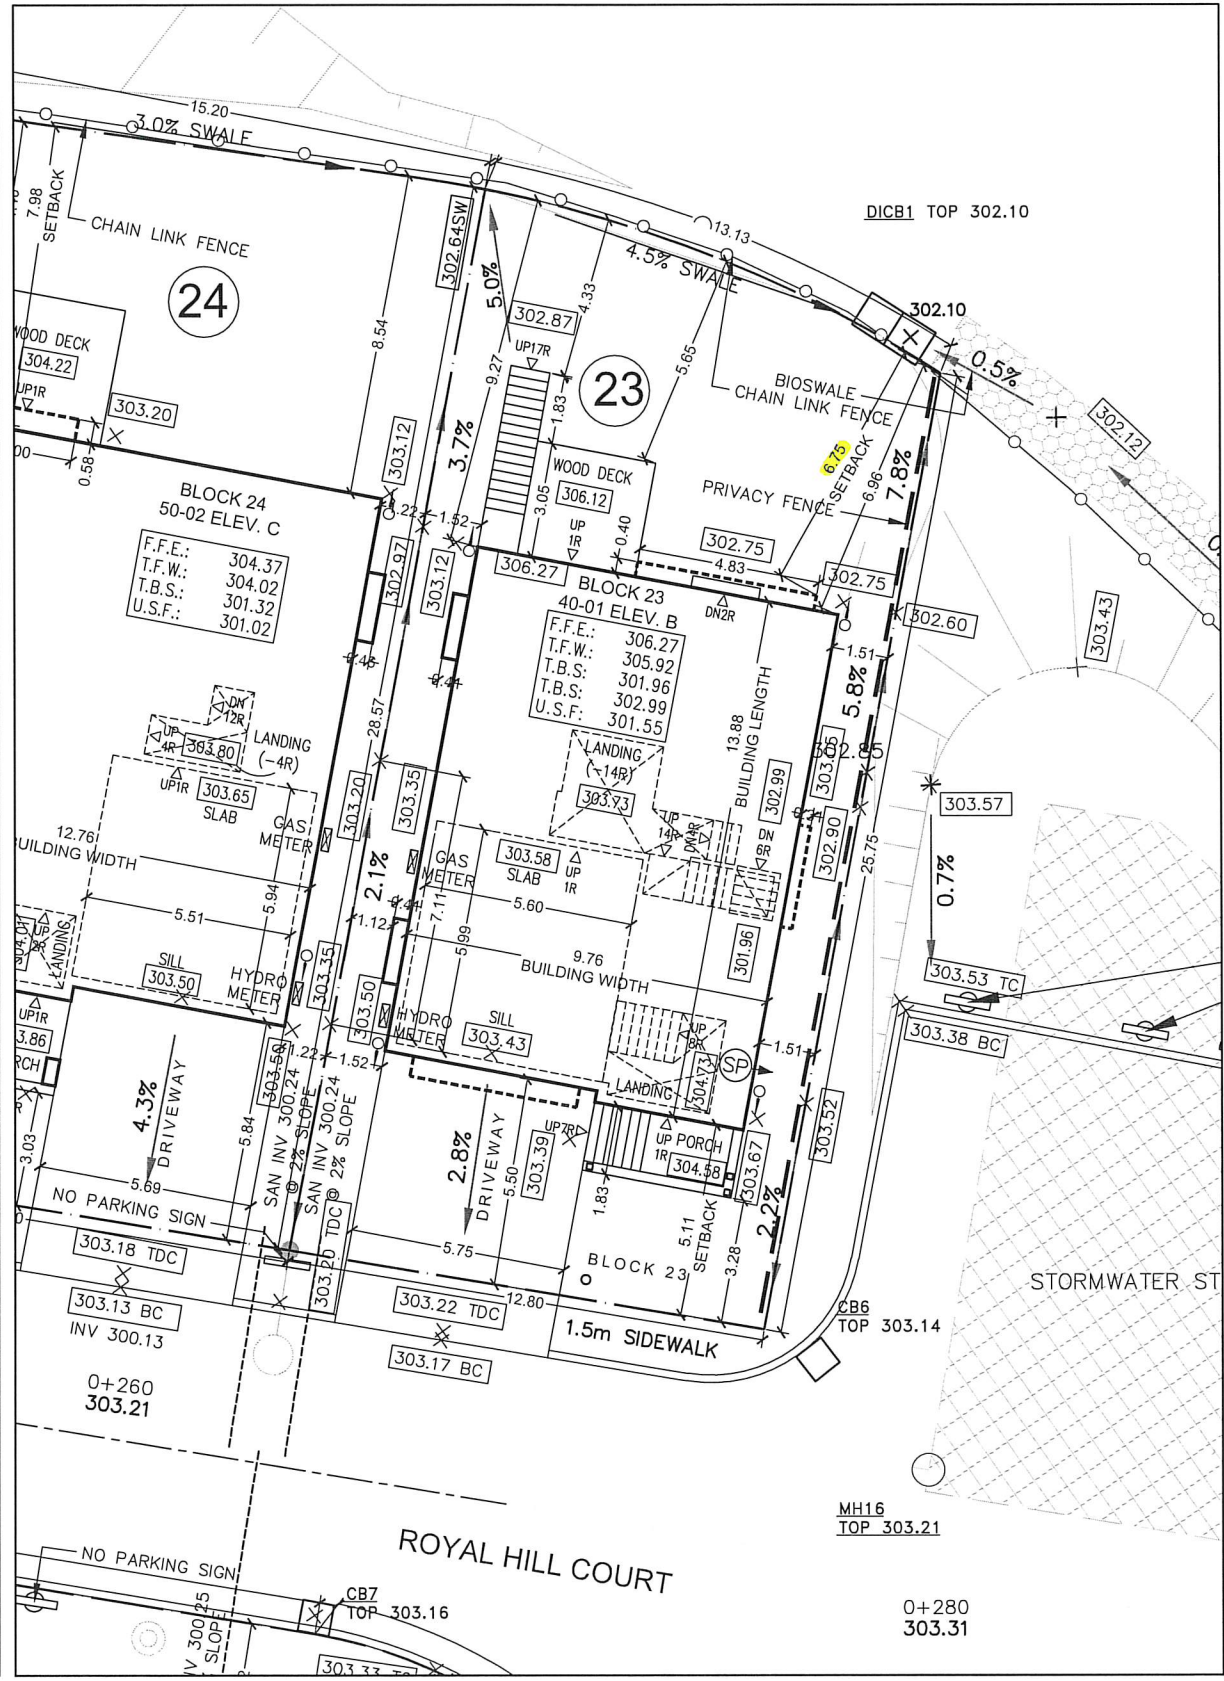 15.20
3.0% SWALE
7.98
SETBACK
CHAIN LINK FENCE
24
302.64SW
5.0%
DICB1 TOP 302.10
13.13
4.5% SWALE
302.10
0.5%
302.12
WOOD DECK
304.22
UP1R
303.20
0.58
8.54
303.12
3.7%
9.27
302.87
UP17R
4.33
1.83
23
5.65
BIOSWALE
CHAIN LINK FENCE
6.75
SETBACK
6.96
7.8%
PRIVACY FENCE
WOOD DECK
306.12
UP
1R
3.05
0.40
302.75
4.83
302.75
DN2R
302.60
303.43
BLOCK 24
50-02 ELEV. C
F.F.E.: 304.37
T.F.W.: 304.02
T.B.S.: 301.32
U.S.F.: 301.02
1.22
1.52
302.97
303.12
306.27
BLOCK 23
40-01 ELEV. B
F.F.E.: 306.27
T.F.W.: 305.92
T.B.S: 301.96
T.B.S: 302.99
U.S.F: 301.55
1.51
5.8%
13.88
BUILDING LENGTH
302.85
28.57
DN
12R
UP
4R
303.80
LANDING
(-4R)
UP1R
303.65
SLAB
303.20
303.35
LANDING
(-14R)
303.73
UP
14R
DN4R
302.99
DN
6R
302.90
25.75
303.57
0.7%
12.76
BUILDING WIDTH
GAS
METER
5.94
5.51
2.1%
1.12
GAS
METER
303.58
SLAB
UP
1R
7.11
5.60
5.99
9.76
BUILDING WIDTH
301.96
UP
2R
LANDING
SILL
303.50
HYDRO
METER
303.35
303.50
HYDRO
METER
SILL
303.43
UP
8R
LANDING
304.73
SP
1.51
303.53 TC
303.38 BC
UP1R
303.50
1.22
1.52
4.3%
DRIVEWAY
3.03
5.84
5.69
SAN INV 300.24
@ 2% SLOPE
SAN INV 300.24
@ 2% SLOPE
2.8%
DRIVEWAY
5.50
303.39
UP7R
UP
1R
PORCH
304.58
303.67
303.52
1.83
5.11
SETBACK
3.28
2.2%
NO PARKING SIGN
303.18 TDC
303.20 TDC
5.75
BLOCK 23
303.13 BC
INV 300.13
303.22 TDC
12.80
303.17 BC
1.5m SIDEWALK
STORMWATER ST
CB6
TOP 303.14
0+260
303.21
MH16
TOP 303.21
ROYAL HILL COURT
NO PARKING SIGN
CB7
TOP 303.16
0+280
303.31